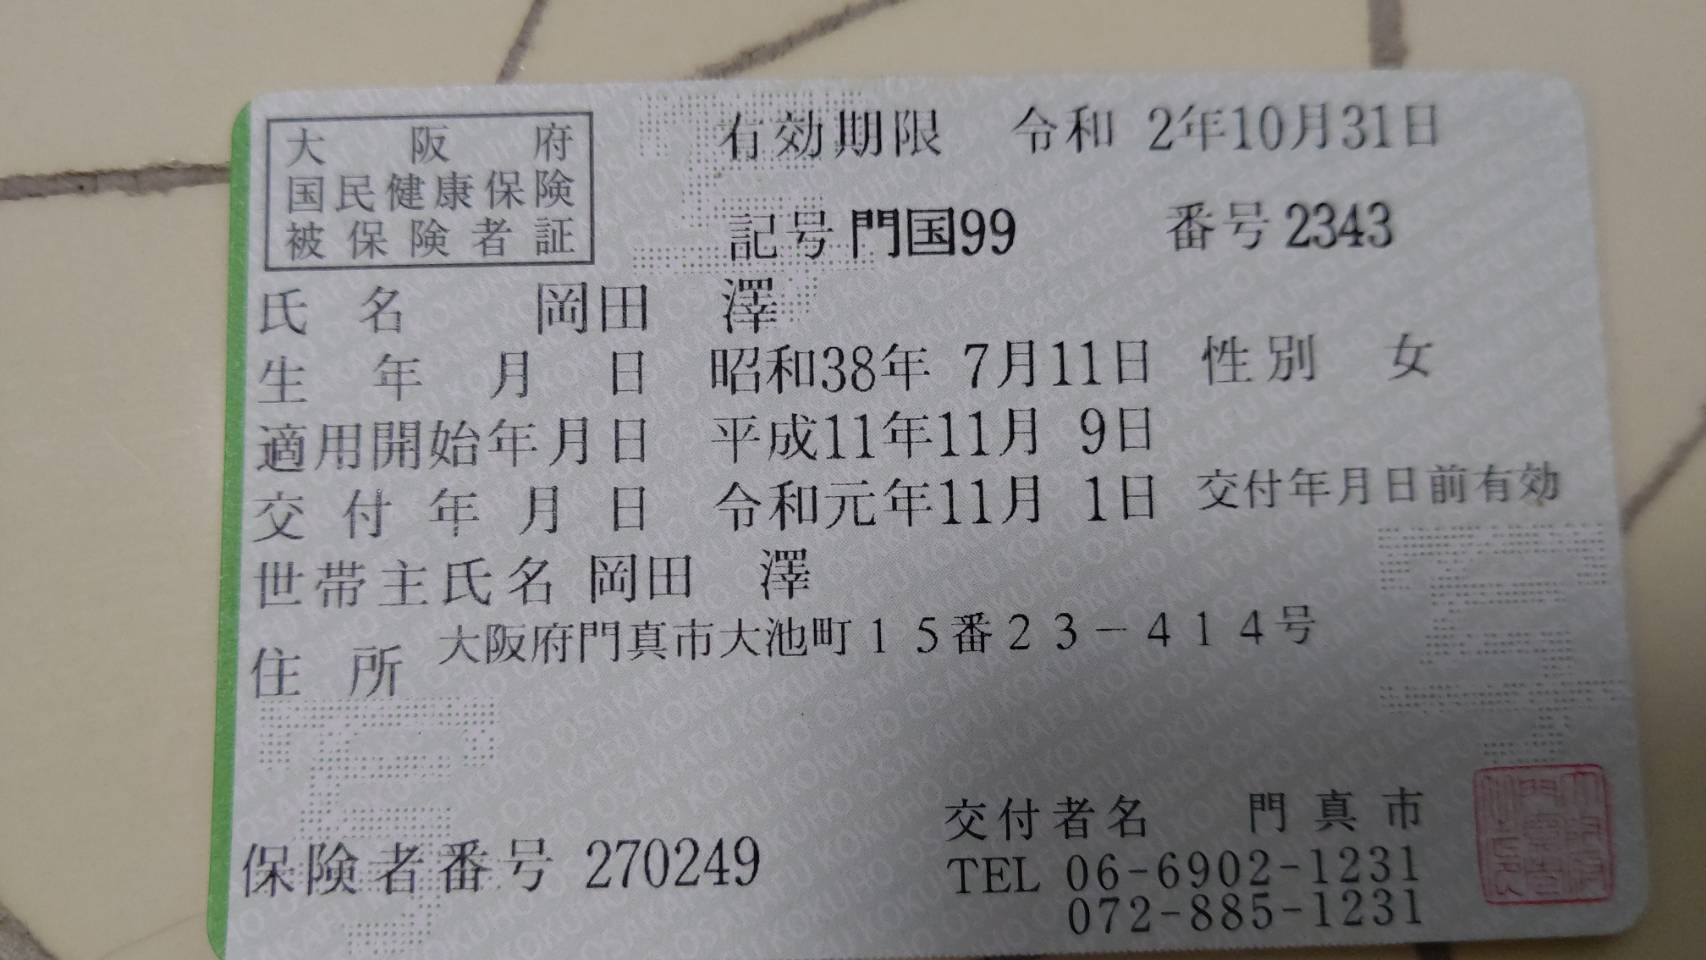 大阪府
国民健康保険
被保険者証
有効期限 令和 2年10月31日
記号 門国99 番号 2343
氏名 岡田 澤
生年月日 昭和38年 7月11日 性別 女
適用開始年月日 平成11年11月 9日
交付年月日 令和元年11月 1日 交付年月日前有効
世帯主氏名 岡田 澤
住所 大阪府門真市大池町15番23-414号
保険者番号 270249
交付者名 門真市
TEL 06-6902-1231
072-885-1231